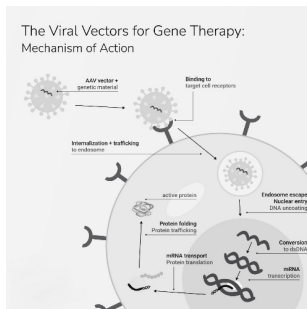 The Viral Vectors for Gene Therapy:
Mechanism of Action
AAV vector +
genetic material
Binding to
target cell receptors
Internalization + trafficking
to endosome
active protein
Endosome escape
Nuclear entry
DNA uncoating
Protein folding
Protein trafficking
Conversion
to dsDNA
mRNA transport
Protein translation
mRNA
transcription